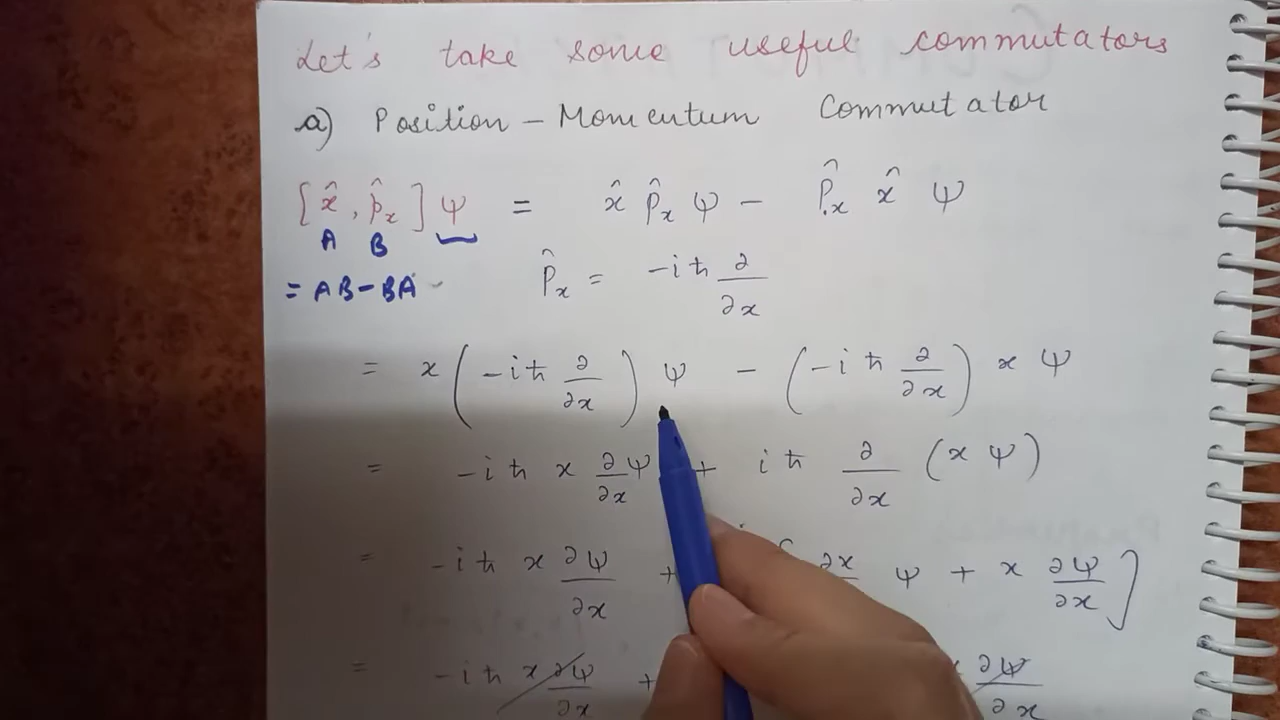 Let's take some useful commutators
a) Position - Momentum Commutator
[x̂, p̂ₓ] ψ = x̂ p̂ₓ ψ - p̂ₓ x̂ ψ
A B
= AB - BA
P̂ₓ = -iħ ∂/∂x
= x (-iħ ∂/∂x) ψ - (-iħ ∂/∂x) x ψ
= -iħ x ∂/∂x ψ + iħ ∂/∂x (x ψ)
= -iħ x ∂ψ/∂x + ∂x ψ + x ∂ψ/∂x ]
= -iħ x ∂ψ/∂x + ∂ψ/∂x